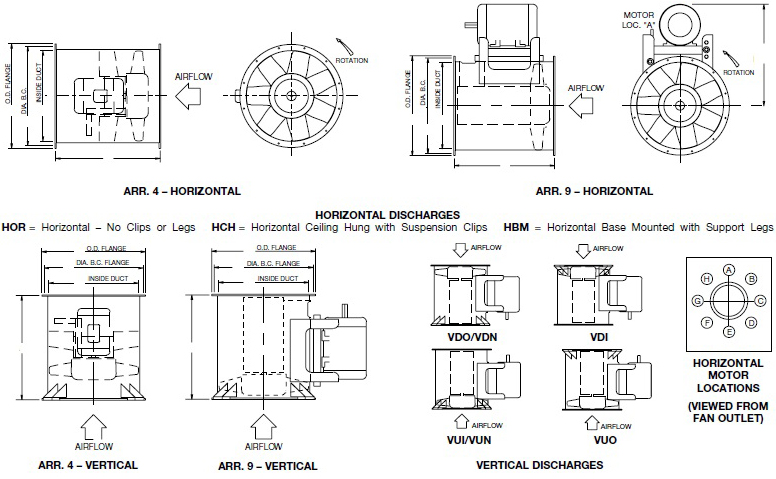 MOTOR
LOC. "A"
ROTATION
AIRFLOW
O.D. FLANGE
DIA. B.C.
INSIDE DUCT
ARR. 4 – HORIZONTAL
ROTATION
AIRFLOW
O.D. FLANGE
DIA. B.C.
INSIDE DUCT
ARR. 9 – HORIZONTAL
HORIZONTAL DISCHARGES
HOR = Horizontal – No Clips or Legs HCH = Horizontal Ceiling Hung with Suspension Clips HBM = Horizontal Base Mounted with Support Legs
O.D. FLANGE
DIA. B.C. FLANGE
INSIDE DUCT
AIRFLOW
ARR. 4 – VERTICAL
O.D. FLANGE
DIA. B.C. FLANGE
INSIDE DUCT
AIRFLOW
ARR. 9 – VERTICAL
AIRFLOW
VDO/VDN
AIRFLOW
VDI
AIRFLOW
VUI/VUN
AIRFLOW
VUO
VERTICAL DISCHARGES
A
H B
G C
F D
E
HORIZONTAL
MOTOR
LOCATIONS
(VIEWED FROM
FAN OUTLET)